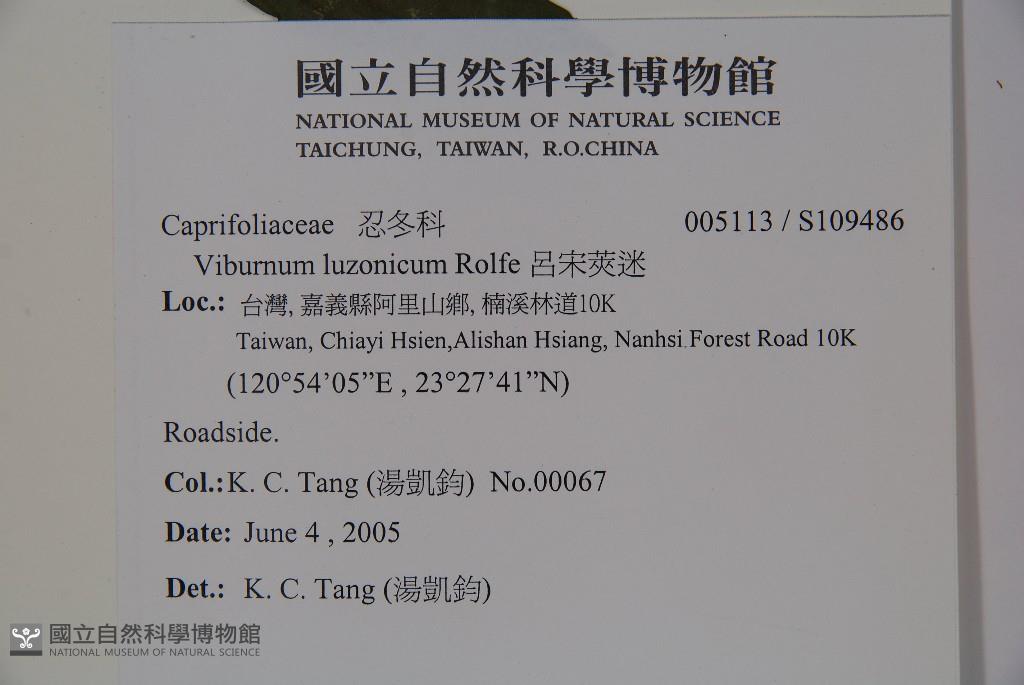 國立自然科學博物館
NATIONAL MUSEUM OF NATURAL SCIENCE
TAICHUNG, TAIWAN, R.O.CHINA
Caprifoliaceae 忍冬科 005113 / S109486
Viburnum luzonicum Rolfe 呂宋莢迷
Loc.: 台灣, 嘉義縣阿里山鄉, 楠溪林道10K
Taiwan, Chiayi Hsien,Alishan Hsiang, Nanhsi Forest Road 10K
(120°54’05”E , 23°27’41”N)
Roadside.
Col.:K. C. Tang (湯凱鈞) No.00067
Date: June 4 , 2005
Det.: K. C. Tang (湯凱鈞)
國立自然科學博物館
NATIONAL MUSEUM OF NATURAL SCIENCE